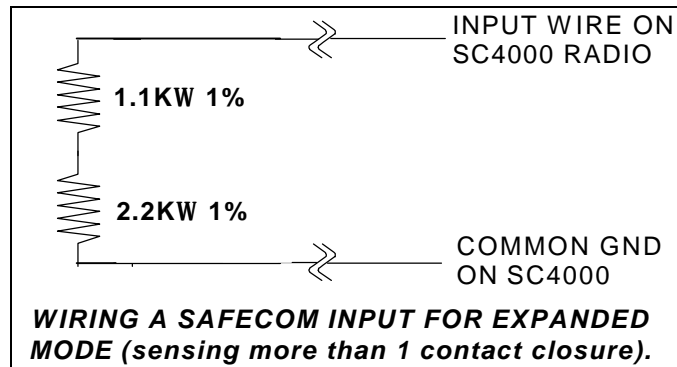 INPUT WIRE ON
SC4000 RADIO
1.1KW 1%
2.2KW 1%
COMMON GND
ON SC4000
WIRING A SAFECOM INPUT FOR EXPANDED
MODE (sensing more than 1 contact closure).